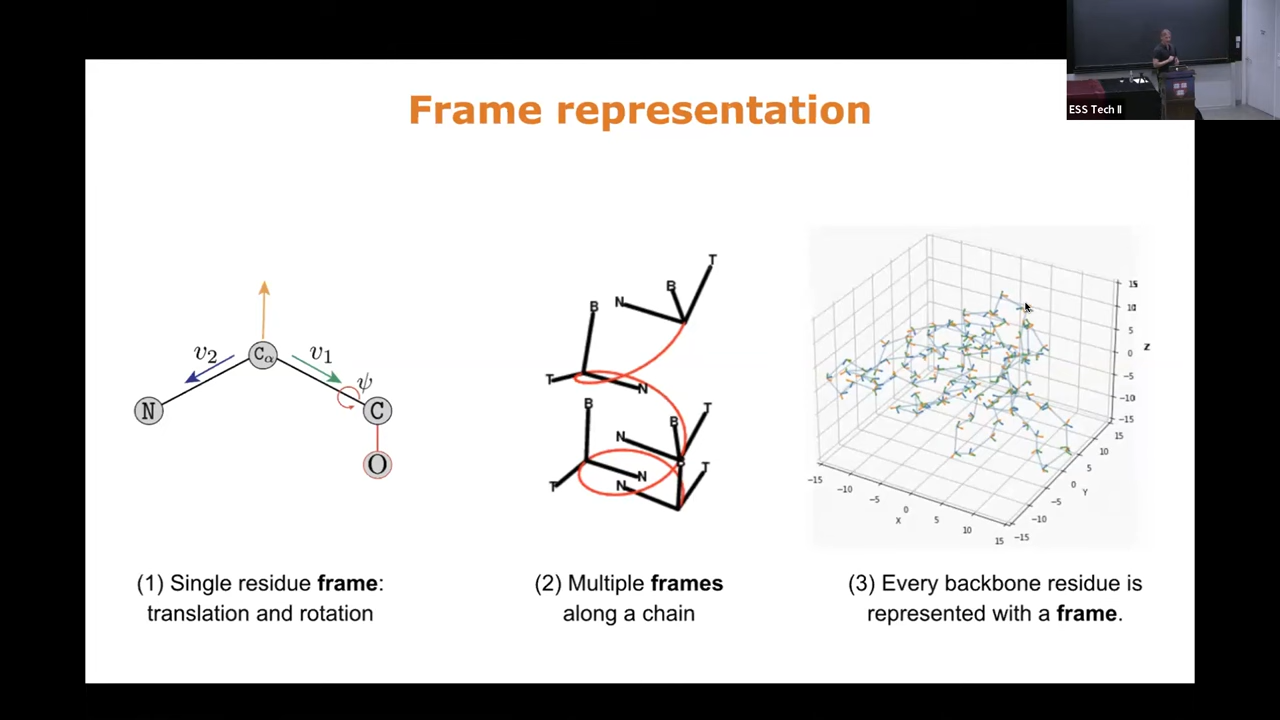 ESS Tech II
Frame representation
v₂
v₁
ψ
N
Cα
C
O
T
B
N
B
T
N
B
T
B
N
T
N
T
N
15
10
5
0
−5
−10
−15
Z
15
10
5
0
−5
−10
−15
Y
−15
−10
−5
0
5
10
15
X
(1) Single residue frame:
translation and rotation
(2) Multiple frames
along a chain
(3) Every backbone residue is
represented with a frame.